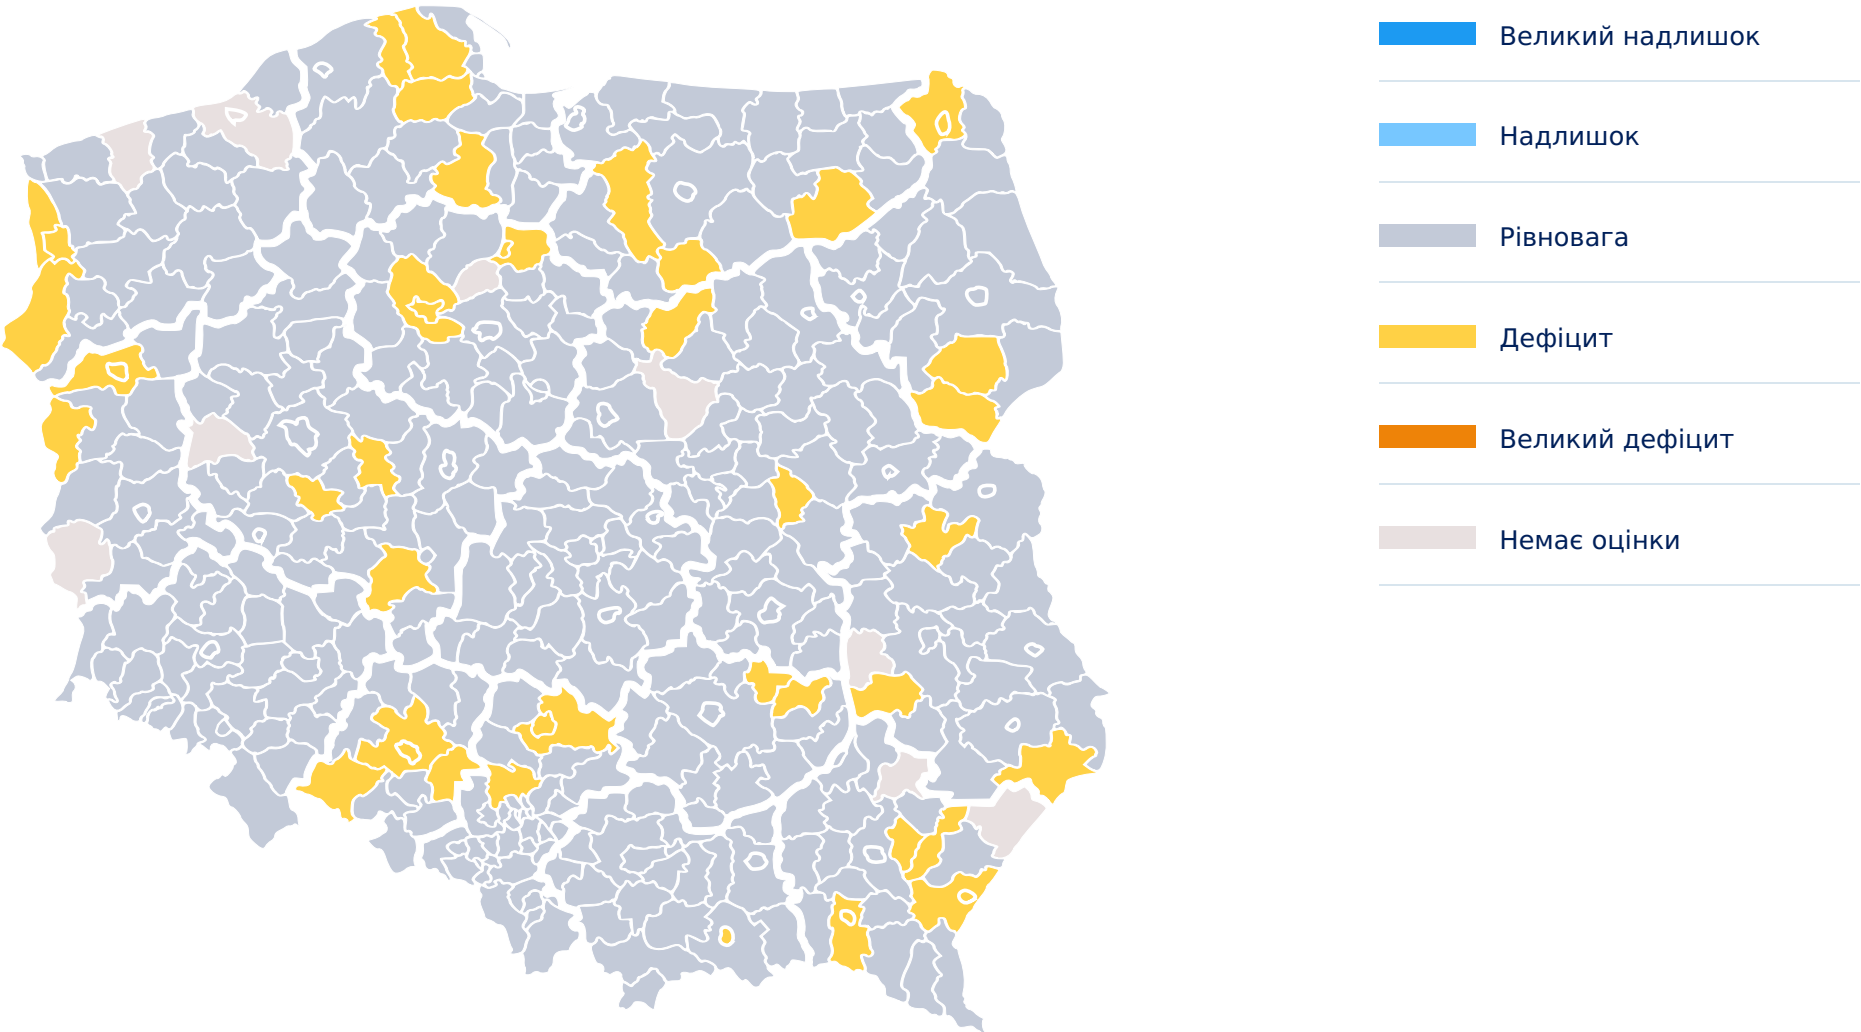 Великий надлишок
Надлишок
Рівновага
Дефіцит
Великий дефіцит
Немає оцінки